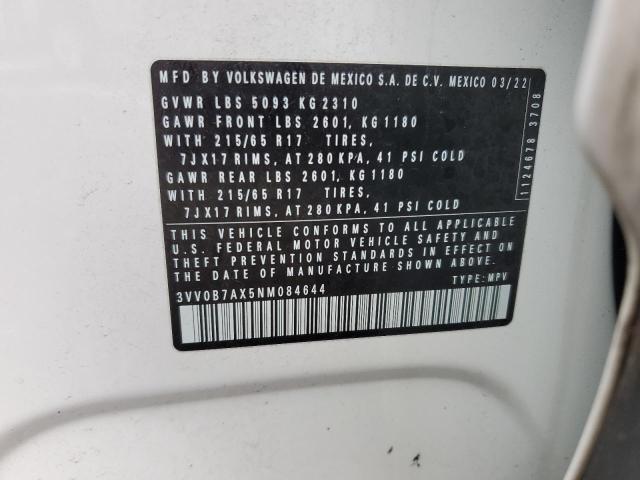 MFD BY VOLKSWAGEN DE MEXICO S.A. DE C.V. MEXICO 03/22
GVWR LBS 5093 KG 2310
GAWR FRONT LBS 2601, KG 1180
WITH 215/65 R17 TIRES,
7JX17 RIMS, AT 280 KPA, 41 PSI COLD
GAWR REAR LBS 2601, KG 1180
WITH 215/65 R17 TIRES,
7JX17 RIMS, AT 280 KPA, 41 PSI COLD
THIS VEHICLE CONFORMS TO ALL APPLICABLE
U.S. FEDERAL MOTOR VEHICLE SAFETY AND
THEFT PREVENTION STANDARDS IN EFFECT ON
THE DATE OF MANUFACTURE SHOWN ABOVE.
3VV0B7AX5NM084644 TYPE: MPV
1124678 3708